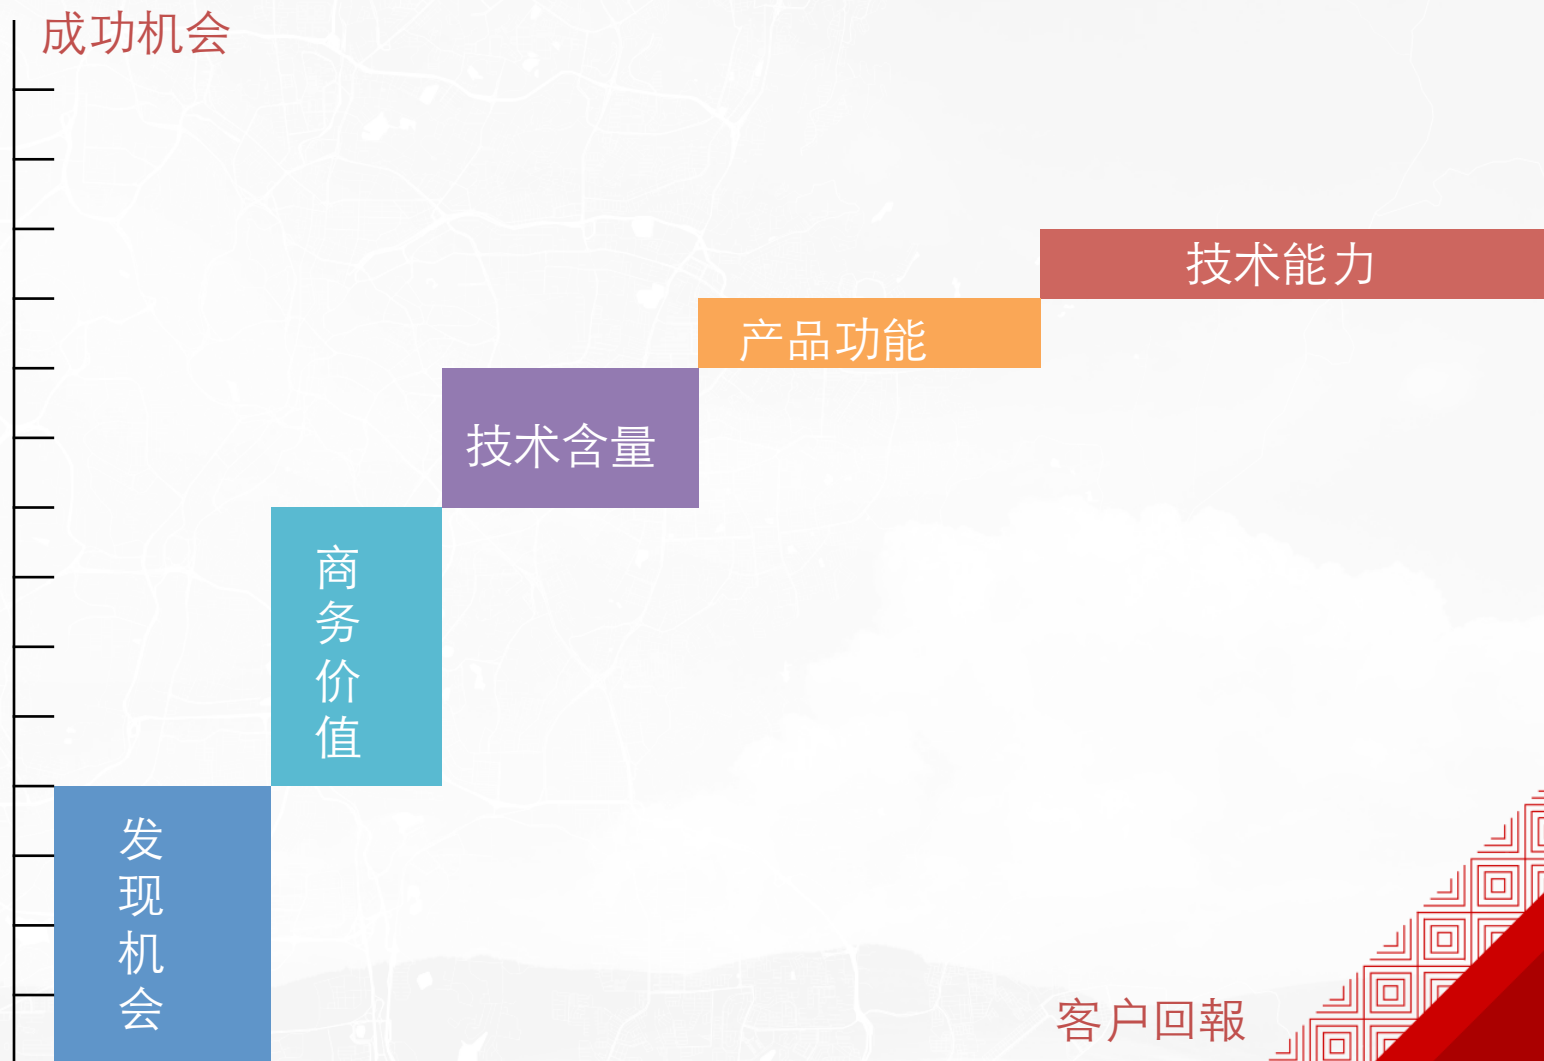 成功机会
技术能力
产品功能
技术含量
商务价值
发现机会
客户回報